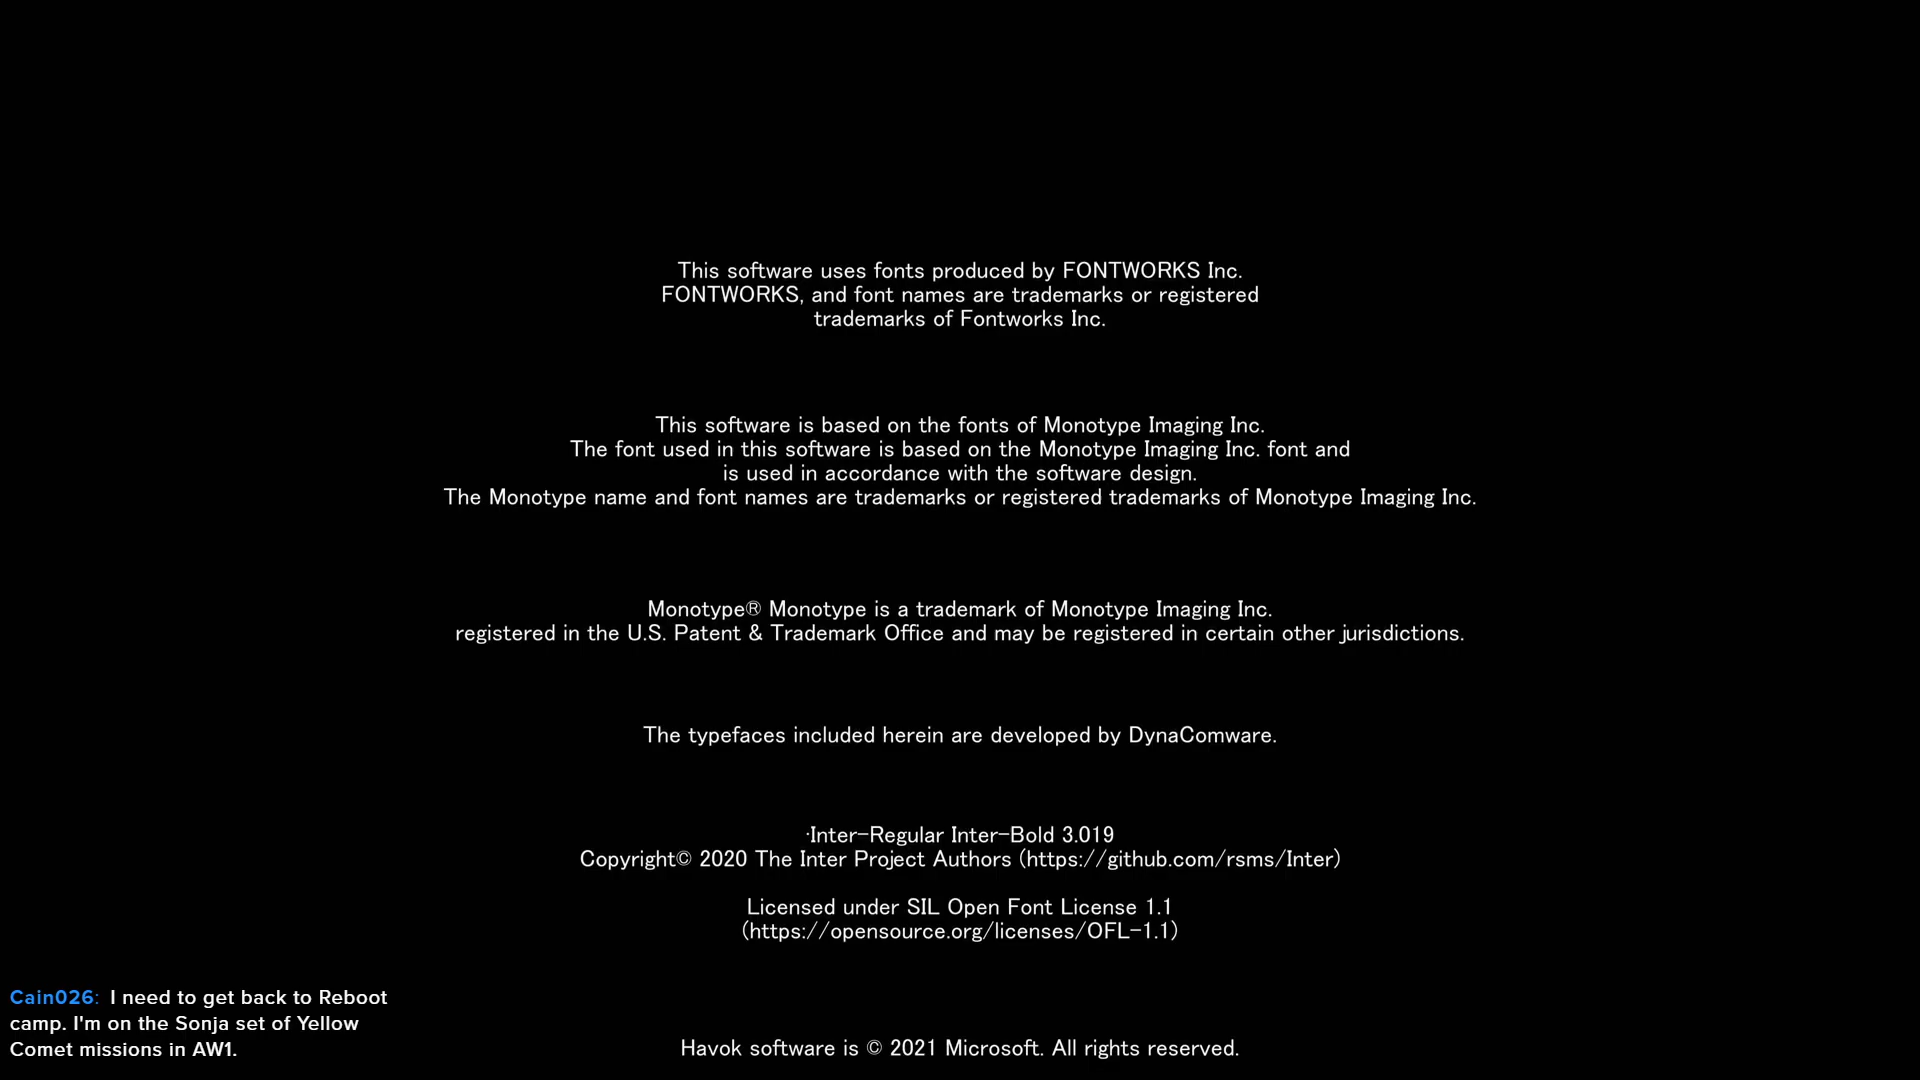 This software uses fonts produced by FONTWORKS Inc.
FONTWORKS, and font names are trademarks or registered
trademarks of Fontworks Inc.
This software is based on the fonts of Monotype Imaging Inc.
The font used in this software is based on the Monotype Imaging Inc. font and
is used in accordance with the software design.
The Monotype name and font names are trademarks or registered trademarks of Monotype Imaging Inc.
Monotype® Monotype is a trademark of Monotype Imaging Inc.
registered in the U.S. Patent & Trademark Office and may be registered in certain other jurisdictions.
The typefaces included herein are developed by DynaComware.
·Inter-Regular Inter-Bold 3.019
Copyright© 2020 The Inter Project Authors (https://github.com/rsms/Inter)
Licensed under SIL Open Font License 1.1
(https://opensource.org/licenses/OFL-1.1)
Havok software is © 2021 Microsoft. All rights reserved.
Cain026: I need to get back to Reboot
camp. I'm on the Sonja set of Yellow
Comet missions in AW1.